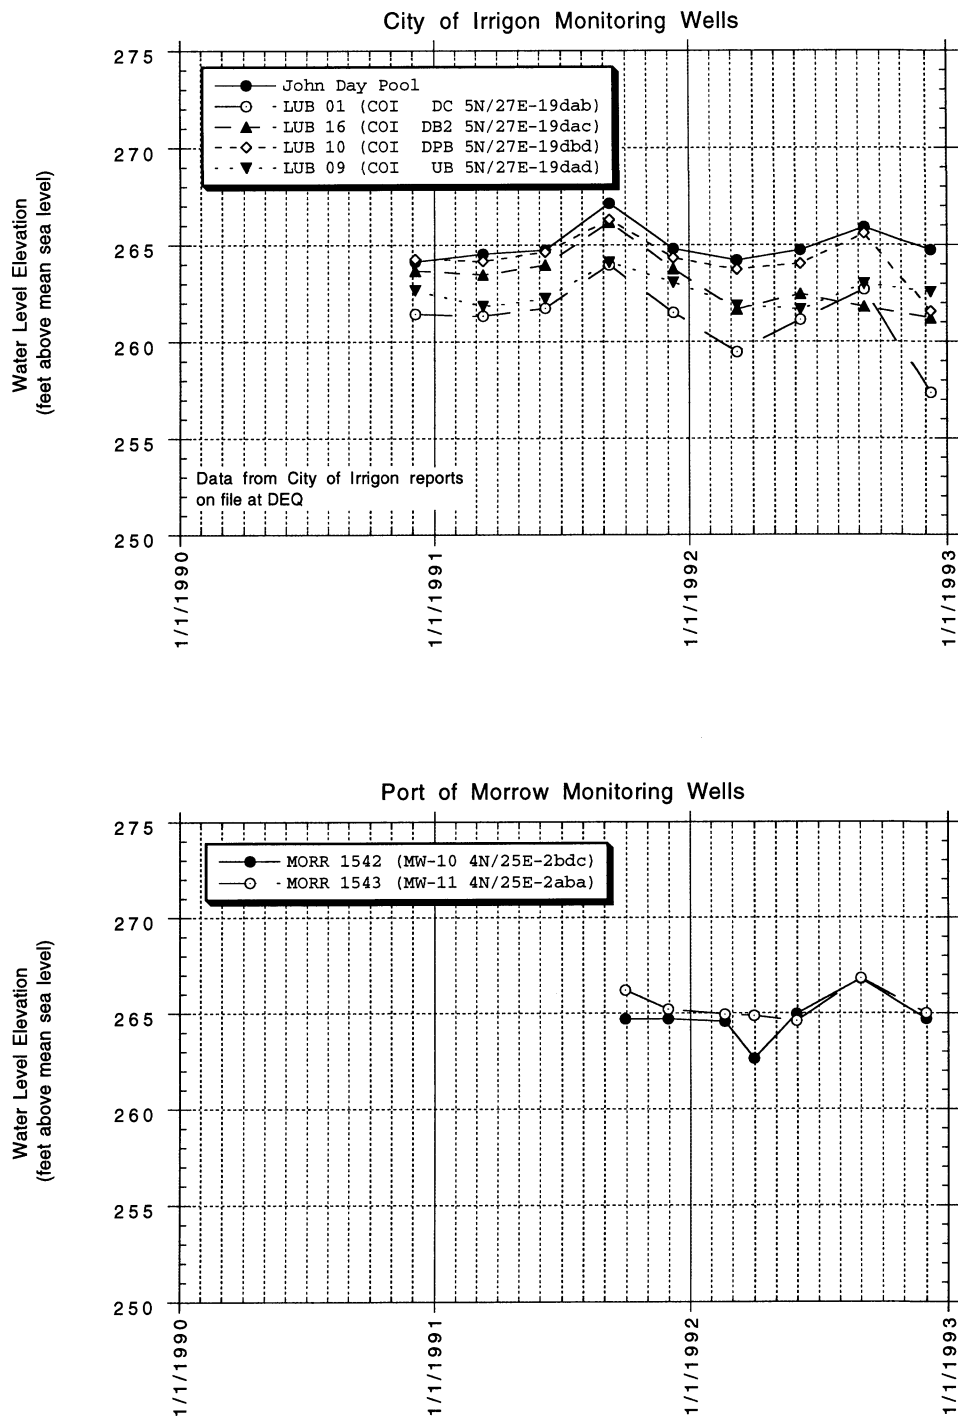 City of Irrigon Monitoring Wells
275
270
265
260
255
250
Water Level Elevation
(feet above mean sea level)
John Day Pool
LUB 01 (COI DC 5N/27E-19dab)
LUB 16 (COI DB2 5N/27E-19dac)
LUB 10 (COI DPB 5N/27E-19dbd)
LUB 09 (COI UB 5N/27E-19dad)
Data from City of Irrigon reports
on file at DEQ
1/1/1990
1/1/1991
1/1/1992
1/1/1993
Port of Morrow Monitoring Wells
275
270
265
260
255
250
Water Level Elevation
(feet above mean sea level)
MORR 1542 (MW-10 4N/25E-2bdc)
MORR 1543 (MW-11 4N/25E-2aba)
1/1/1990
1/1/1991
1/1/1992
1/1/1993